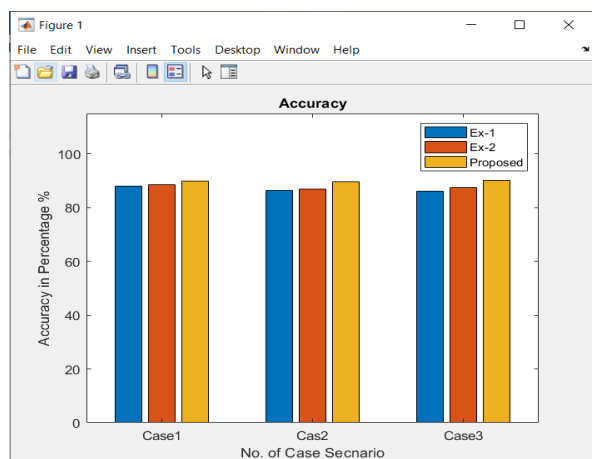 Figure 1
File Edit View Insert Tools Desktop Window Help
Accuracy
Ex-1
Ex-2
Proposed
Accuracy in Percentage %
100
80
60
40
20
0
Case1 Cas2 Case3
No. of Case Secnario